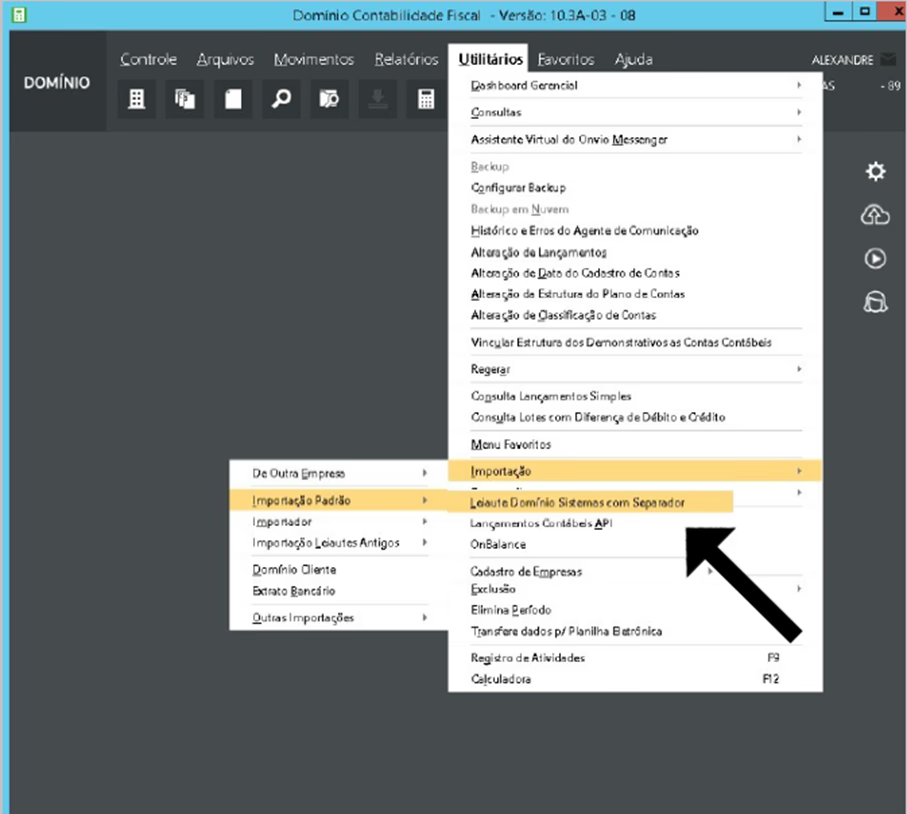 Domínio Contabilidade Fiscal - Versão: 10.3A-03 - 08
DOMÍNIO
Controle Arquivos Movimentos Relatórios Utilitários Favoritos Ajuda
ALEXANDRE
AS - 89
Dashboard Gerencial
Consultas
Assistente Virtual do Onvio Messenger
Backup
Configurar Backup
Backup em Nuvem
Histórico e Erros do Agente de Comunicação
Alteração de Lançamentos
Alteração de Data do Cadastro de Contas
Alteração da Estrutura do Plano de Contas
Alteração de Classificação de Contas
Vincular Estrutura dos Demonstrativos as Contas Contábeis
Regerar
Consulta Lançamentos Simples
Consulta Lotes com Diferença de Débito e Crédito
Menu Favoritos
Importação
De Outra Empresa
Importação Padrão
Importador
Importação Leiautes Antigos
Domínio Cliente
Extrato Bancário
Outras Importações
Leiaute Domínio Sistemas com Separador
Lançamentos Contábeis API
OnBalance
Cadastro de Empresas
Exclusão
Elimina Período
Transfere dados p/ Planilha Eletrônica
Registro de Atividades F9
Calculadora F12